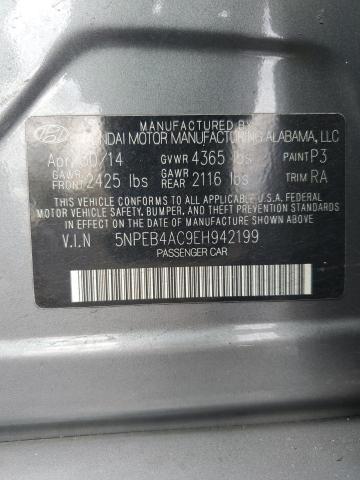 MANUFACTURED BY
HYUNDAI MOTOR MANUFACTURING ALABAMA, LLC
Apr/30/14 GVWR 4365 lbs PAINT P3
GAWR FRONT 2425 lbs GAWR REAR 2116 lbs TRIM RA
THIS VEHICLE CONFORMS TO ALL APPLICABLE U.S. FEDERAL
MOTOR VEHICLE SAFETY, BUMPER, AND THEFT PREVENTION STANDARDS
IN EFFECT ON THE DATE OF MANUFACTURE SHOWN ABOVE.
V.I.N 5NPEB4AC9EH942199
PASSENGER CAR